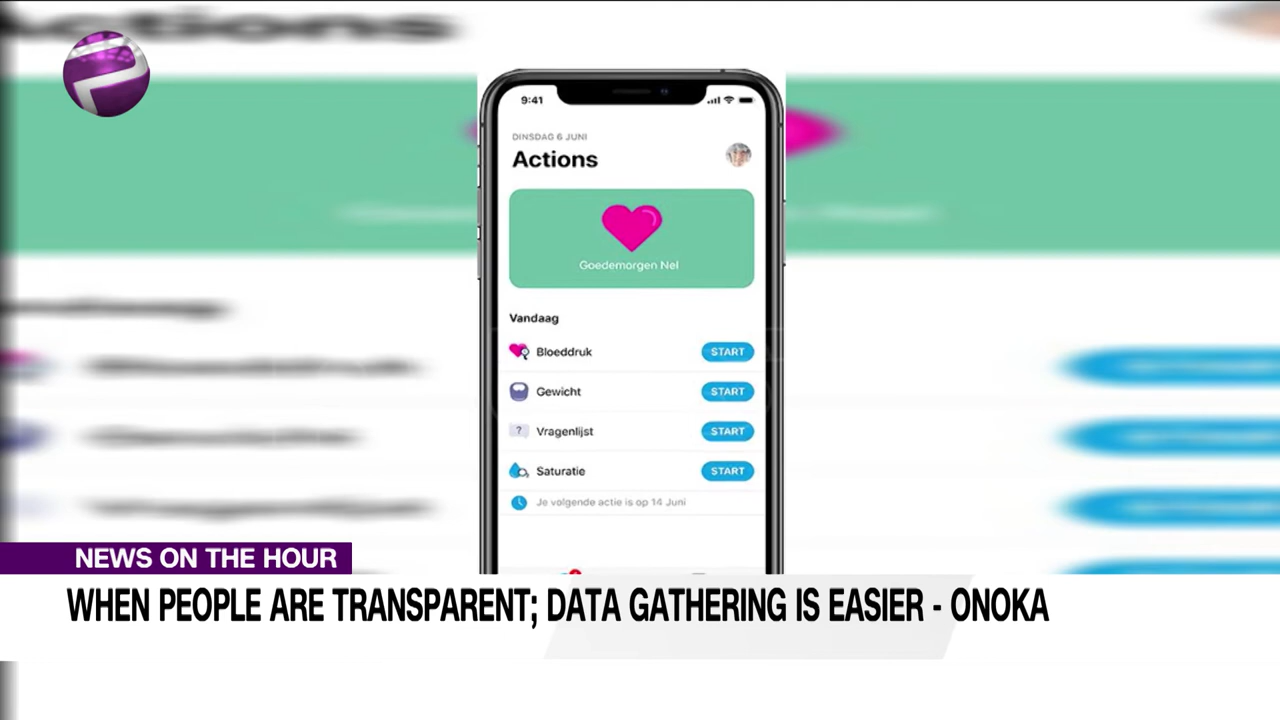 9:41
DINSDAG 6 JUNI
Actions
Goedemorgen Nel
Vandaag
Bloeddruk START
Gewicht START
Vragenlijst START
Saturatie START
Je volgende actie is op 14 Juni
NEWS ON THE HOUR
WHEN PEOPLE ARE TRANSPARENT; DATA GATHERING IS EASIER - ONOKA